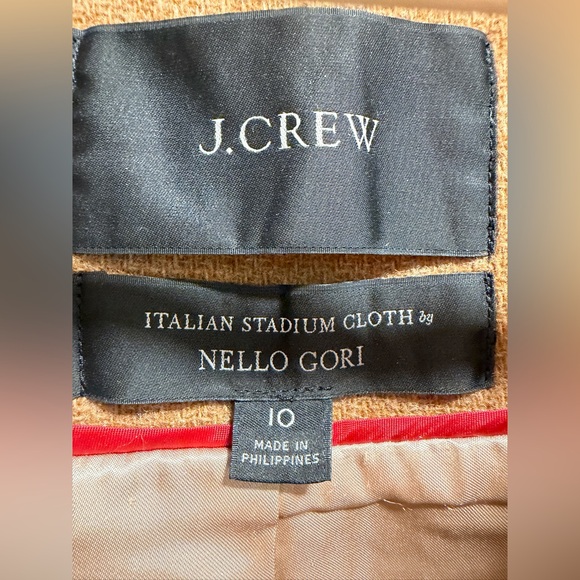 J.CREW
ITALIAN STADIUM CLOTH by
NELLO GORI
10
MADE IN
PHILIPPINES